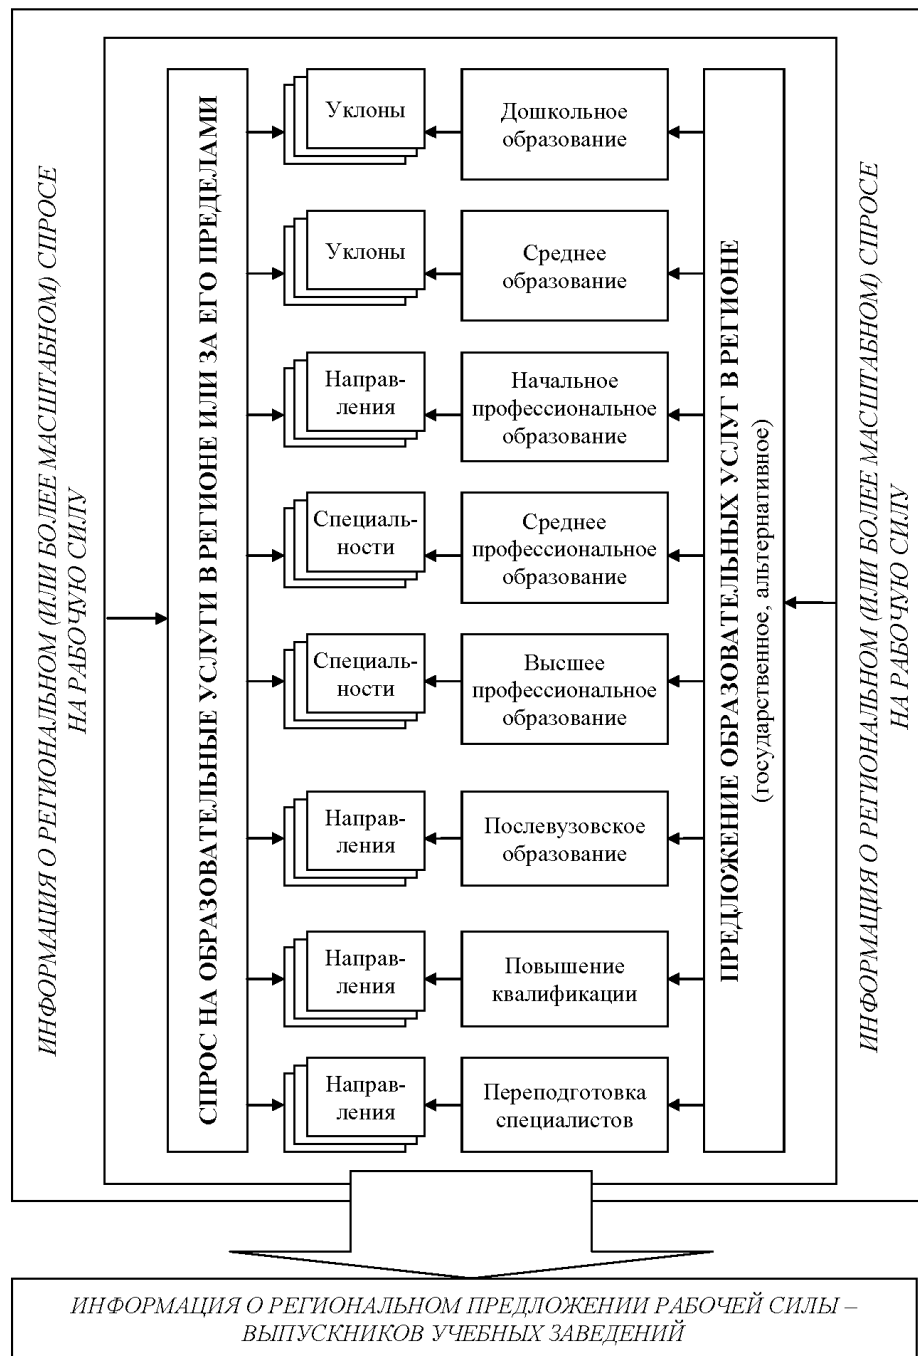 ИНФОРМАЦИЯ О РЕГИОНАЛЬНОМ (ИЛИ БОЛЕЕ МАСШТАБНОМ) СПРОСЕ
НА РАБОЧУЮ СИЛУ
СПРОС НА ОБРАЗОВАТЕЛЬНЫЕ УСЛУГИ В РЕГИОНЕ ИЛИ ЗА ЕГО ПРЕДЕЛАМИ
Уклоны
Дошкольное
образование
Уклоны
Среднее
образование
Направ-
ления
Начальное
профессиональное
образование
Специаль-
ности
Среднее
профессиональное
образование
Специаль-
ности
Высшее
профессиональное
образование
Направ-
ления
Послевузовское
образование
Направ-
ления
Повышение
квалификации
Направ-
ления
Переподготовка
специалистов
ПРЕДЛОЖЕНИЕ ОБРАЗОВАТЕЛЬНЫХ УСЛУГ В РЕГИОНЕ
(государственное, альтернативное)
ИНФОРМАЦИЯ О РЕГИОНАЛЬНОМ (ИЛИ БОЛЕЕ МАСШТАБНОМ) СПРОСЕ
НА РАБОЧУЮ СИЛУ
ИНФОРМАЦИЯ О РЕГИОНАЛЬНОМ ПРЕДЛОЖЕНИИ РАБОЧЕЙ СИЛЫ –
ВЫПУСКНИКОВ УЧЕБНЫХ ЗАВЕДЕНИЙ